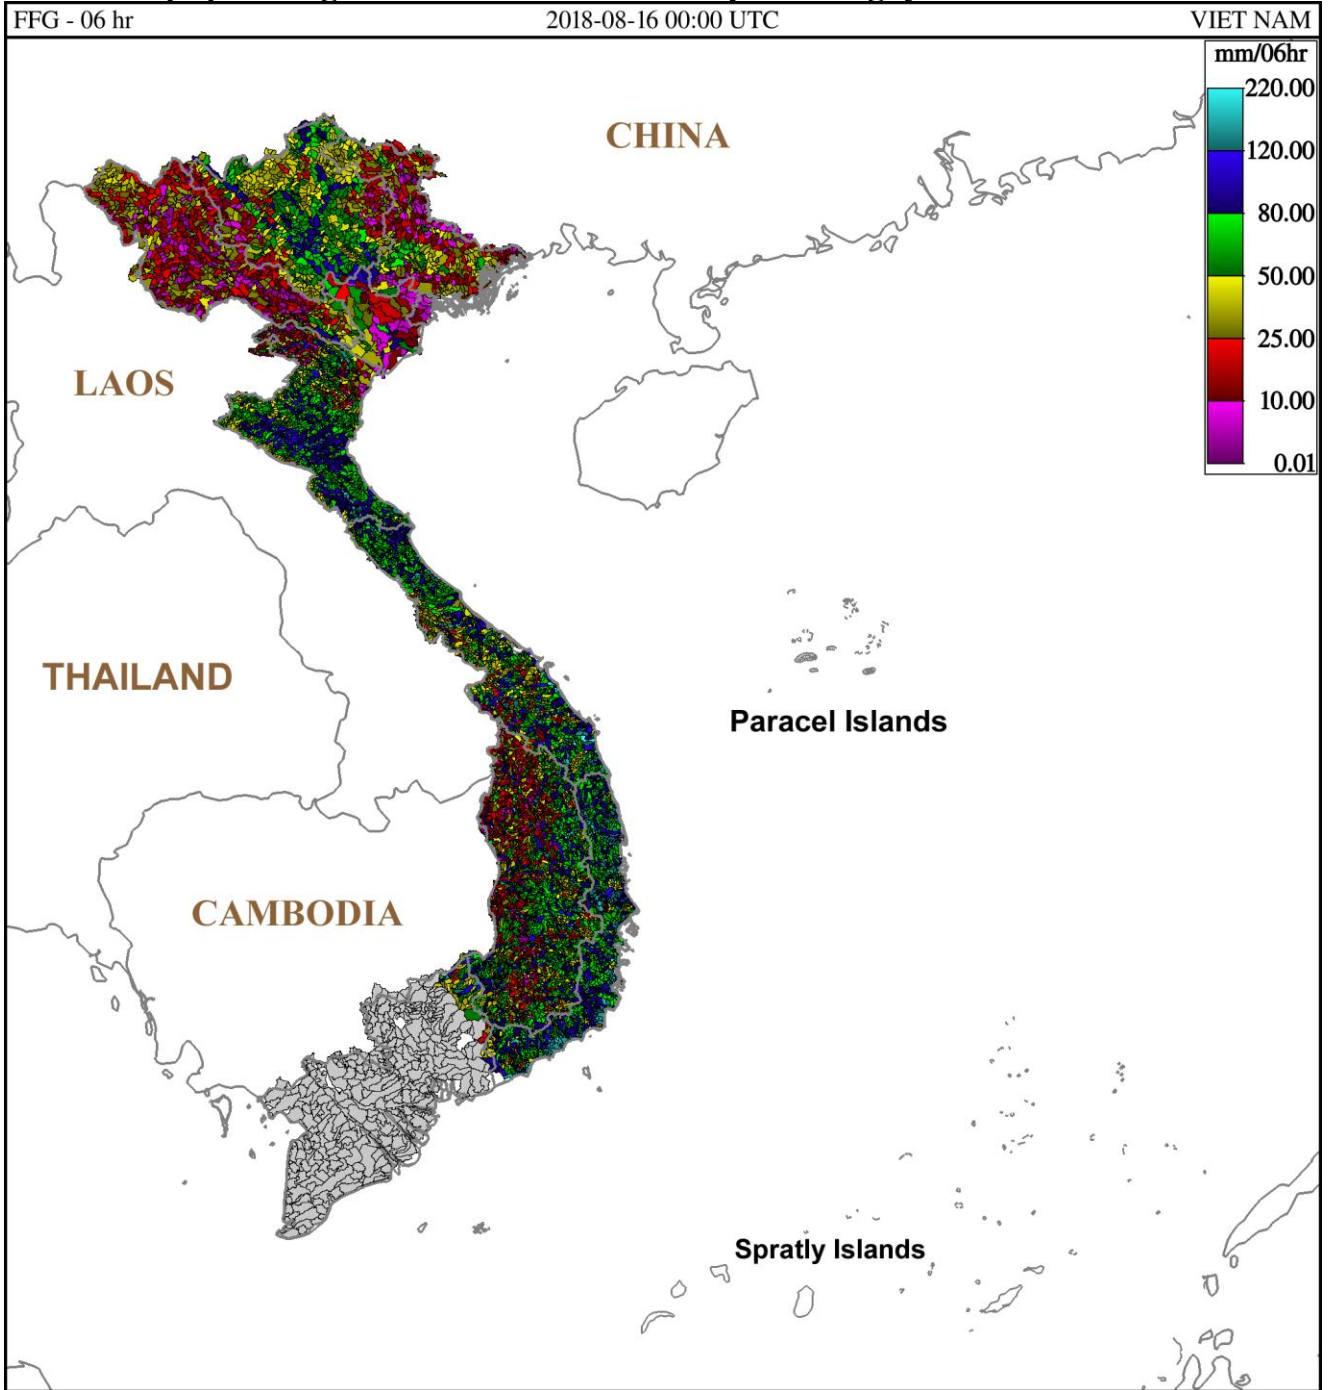 FFG - 06 hr 2018-08-16 00:00 UTC VIET NAM
mm/06hr
220.00
120.00
80.00
50.00
25.00
10.00
0.01
CHINA
LAOS
THAILAND
Paracel Islands
CAMBODIA
Spratly Islands